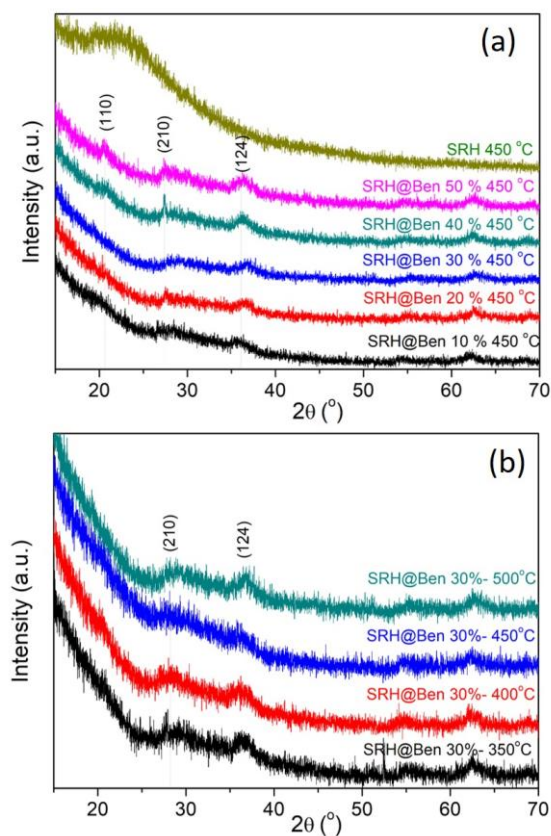 (a)
Intensity (a.u.)
(110)
(210)
(124)
SRH 450 °C
SRH@Ben 50 % 450 °C
SRH@Ben 40 % 450 °C
SRH@Ben 30 % 450 °C
SRH@Ben 20 % 450 °C
SRH@Ben 10 % 450 °C
20 30 40 50 60 70
2θ (°)
(b)
Intensity (a.u.)
(210)
(124)
SRH@Ben 30%- 500°C
SRH@Ben 30%- 450°C
SRH@Ben 30%- 400°C
SRH@Ben 30%- 350°C
20 30 40 50 60 70
2θ (°)